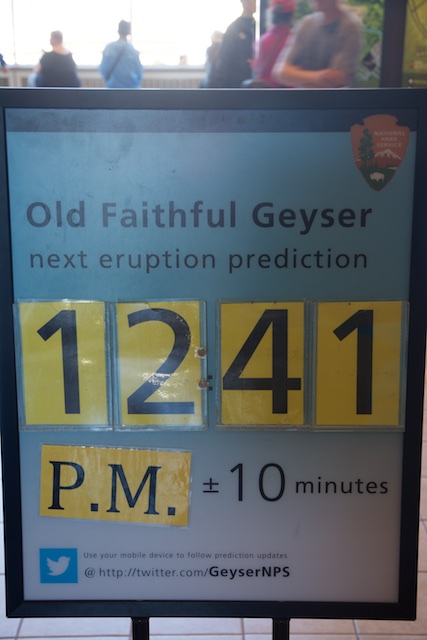 NATIONAL
PARK
SERVICE
Old Faithful Geyser
next eruption prediction
12:41
P.M. ± 10 minutes
Use your mobile device to follow prediction updates
@ http://twitter.com/GeyserNPS